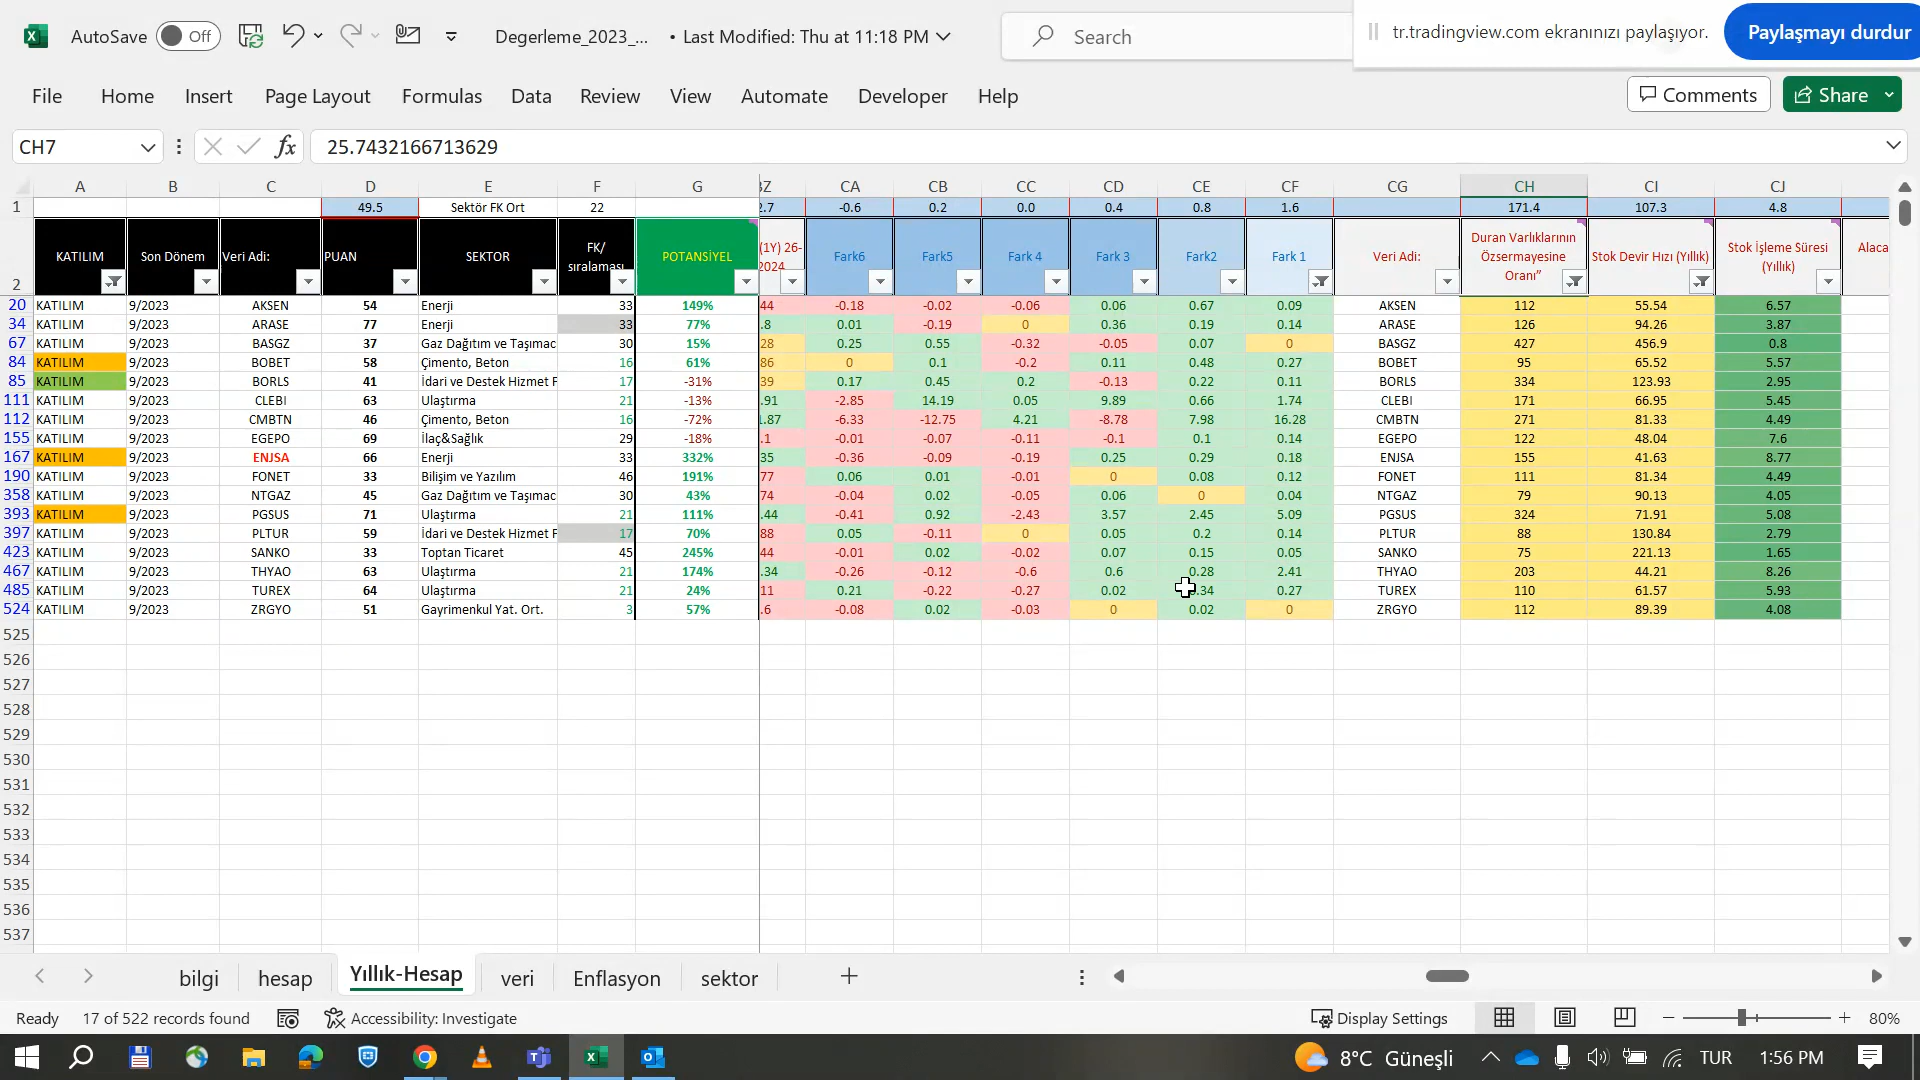 AutoSave Off Degerleme_2023_... • Last Modified: Thu at 11:18 PM Search tr.tradingview.com ekranınızı paylaşıyor. Paylaşmayı durdur
File Home Insert Page Layout Formulas Data Review View Automate Developer Help Comments Share
CH7 fx 25.7432166713629
A B C D E F G BZ CA CB CC CD CE CF CG CH CI CJ
1 49.5 Sektör FK Ort 22 2.7 -0.6 0.2 0.0 0.4 0.8 1.6 171.4 107.3 4.8
2 KATILIM Son Dönem Veri Adi: PUAN SEKTOR FK/ sıralaması POTANSİYEL (1Y) 26-2024 Fark6 Fark5 Fark 4 Fark 3 Fark2 Fark 1 Veri Adi: Duran Varlıklarının Özsermayesine Oranı” Stok Devir Hızı (Yıllık) Stok İşleme Süresi (Yıllık) Alaca
20 KATILIM 9/2023 AKSEN 54 Enerji 33 149% 44 -0.18 -0.02 -0.06 0.06 0.67 0.09 AKSEN 112 55.54 6.57
34 KATILIM 9/2023 ARASE 77 Enerji 33 77% .8 0.01 -0.19 0 0.36 0.19 0.14 ARASE 126 94.26 3.87
67 KATILIM 9/2023 BASGZ 37 Gaz Dağıtım ve Taşımac 30 15% 28 0.25 0.55 -0.32 -0.05 0.07 0 BASGZ 427 456.9 0.8
84 KATILIM 9/2023 BOBET 58 Çimento, Beton 16 61% 86 0 0.1 -0.2 0.11 0.48 0.27 BOBET 95 65.52 5.57
85 KATILIM 9/2023 BORLS 41 İdari ve Destek Hizmet F 17 -31% 39 0.17 0.45 0.2 -0.13 0.22 0.11 BORLS 334 123.93 2.95
111 KATILIM 9/2023 CLEBI 63 Ulaştırma 21 -13% .91 -2.85 14.19 0.05 9.89 0.66 1.74 CLEBI 171 66.95 5.45
112 KATILIM 9/2023 CMBTN 46 Çimento, Beton 16 -72% 1.87 -6.33 -12.75 4.21 -8.78 7.98 16.28 CMBTN 271 81.33 4.49
155 KATILIM 9/2023 EGEPO 69 İlaç&Sağlık 29 -18% .1 -0.01 -0.07 -0.11 -0.1 0.1 0.14 EGEPO 122 48.04 7.6
167 KATILIM 9/2023 ENJSA 66 Enerji 33 332% 35 -0.36 -0.09 -0.19 0.25 0.29 0.18 ENJSA 155 41.63 8.77
190 KATILIM 9/2023 FONET 33 Bilişim ve Yazılım 46 191% 77 0.06 0.01 -0.01 0 0.08 0.12 FONET 111 81.34 4.49
358 KATILIM 9/2023 NTGAZ 45 Gaz Dağıtım ve Taşımac 30 43% 74 -0.04 0.02 -0.05 0.06 0 0.04 NTGAZ 79 90.13 4.05
393 KATILIM 9/2023 PGSUS 71 Ulaştırma 21 111% .44 -0.41 0.92 -2.43 3.57 2.45 5.09 PGSUS 324 71.91 5.08
397 KATILIM 9/2023 PLTUR 59 İdari ve Destek Hizmet F 17 70% 88 0.05 -0.11 0 0.05 0.2 0.14 PLTUR 88 130.84 2.79
423 KATILIM 9/2023 SANKO 33 Toptan Ticaret 45 245% 44 -0.01 0.02 -0.02 0.07 0.15 0.05 SANKO 75 221.13 1.65
467 KATILIM 9/2023 THYAO 63 Ulaştırma 21 174% .34 -0.26 -0.12 -0.6 0.6 0.28 2.41 THYAO 203 44.21 8.26
485 KATILIM 9/2023 TUREX 64 Ulaştırma 21 24% 11 0.21 -0.22 -0.27 0.02 .34 0.27 TUREX 110 61.57 5.93
524 KATILIM 9/2023 ZRGYO 51 Gayrimenkul Yat. Ort. 3 57% .6 -0.08 0.02 -0.03 0 0.02 0 ZRGYO 112 89.39 4.08
525
526
527
528
529
530
531
532
533
534
535
536
537
bilgi hesap Yıllık-Hesap veri Enflasyon sektor
Ready 17 of 522 records found Accessibility: Investigate Display Settings 80%
8°C Güneşli TUR 1:56 PM